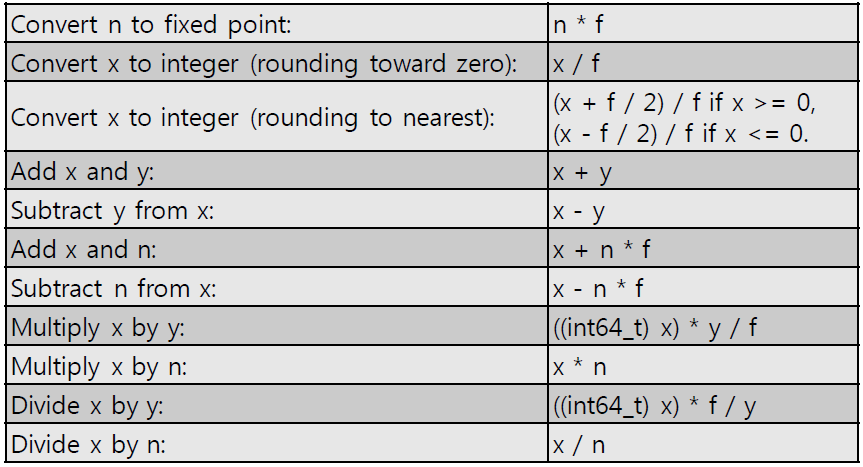 Convert n to fixed point: n * f
Convert x to integer (rounding toward zero): x / f
Convert x to integer (rounding to nearest): (x + f / 2) / f if x >= 0,
(x - f / 2) / f if x <= 0.
Add x and y: x + y
Subtract y from x: x - y
Add x and n: x + n * f
Subtract n from x: x - n * f
Multiply x by y: ((int64_t) x) * y / f
Multiply x by n: x * n
Divide x by y: ((int64_t) x) * f / y
Divide x by n: x / n